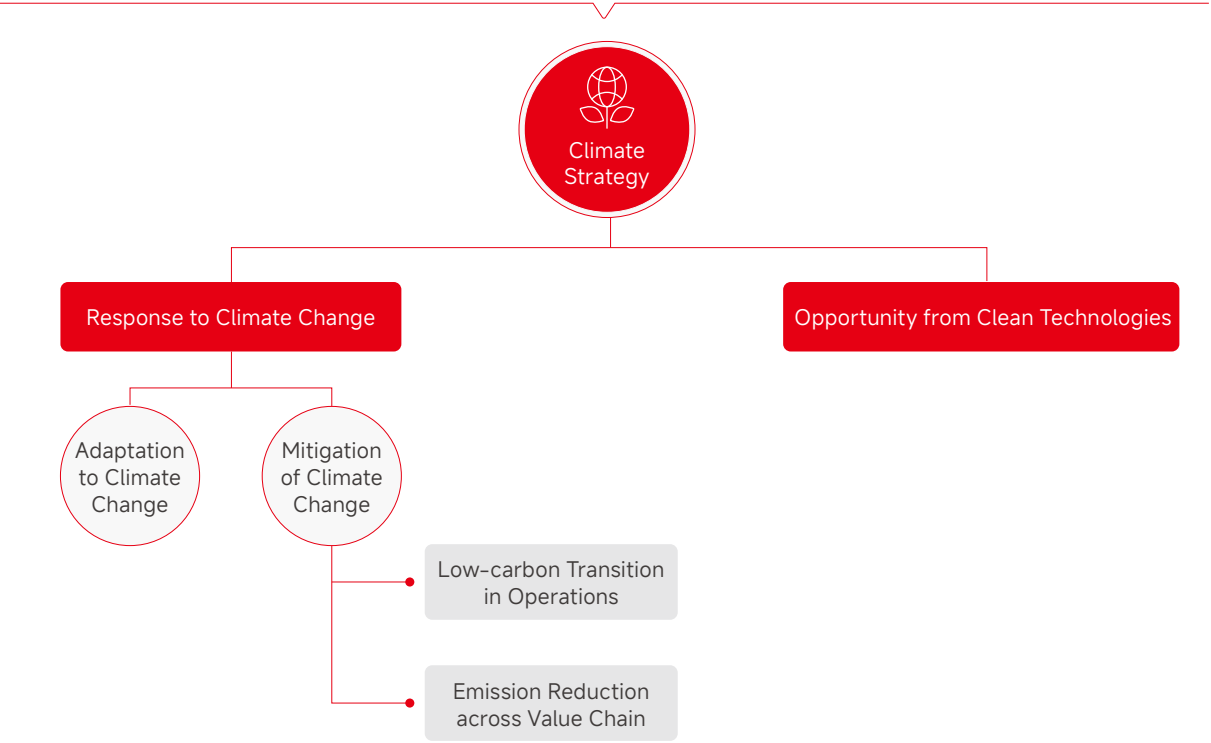 Climate
Strategy
Response to Climate Change
Opportunity from Clean Technologies
Adaptation
to Climate
Change
Mitigation
of Climate
Change
Low-carbon Transition
in Operations
Emission Reduction
across Value Chain